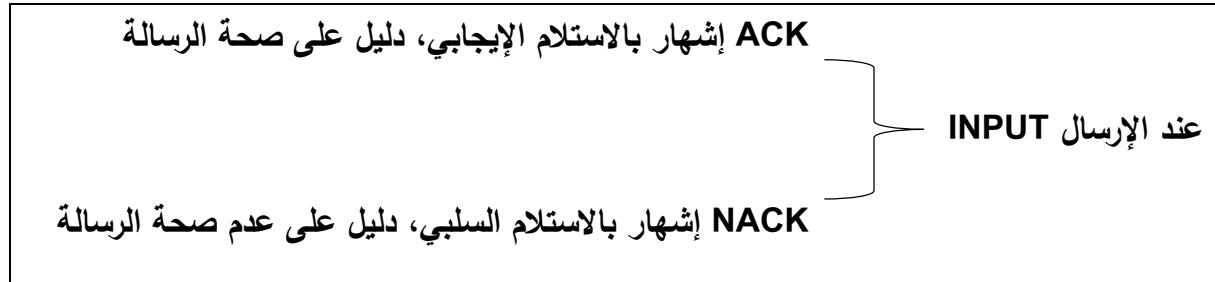 ACK إشهار بالاستلام الإيجابي، دليل على صحة الرسالة
عند الإرسال INPUT
NACK إشهار بالاستلام السلبي، دليل على عدم صحة الرسالة